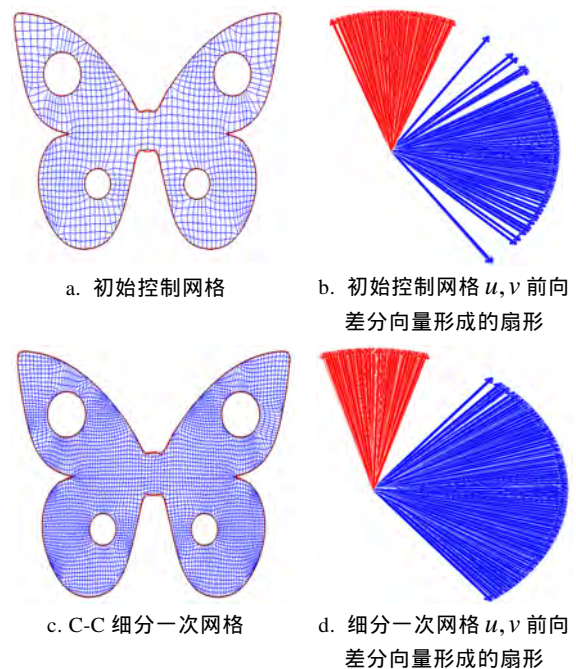 a. 初始控制网格
b. 初始控制网格 u, v 前向
差分向量形成的扇形
c. C-C 细分一次网格
d. 细分一次网格 u, v 前向
差分向量形成的扇形